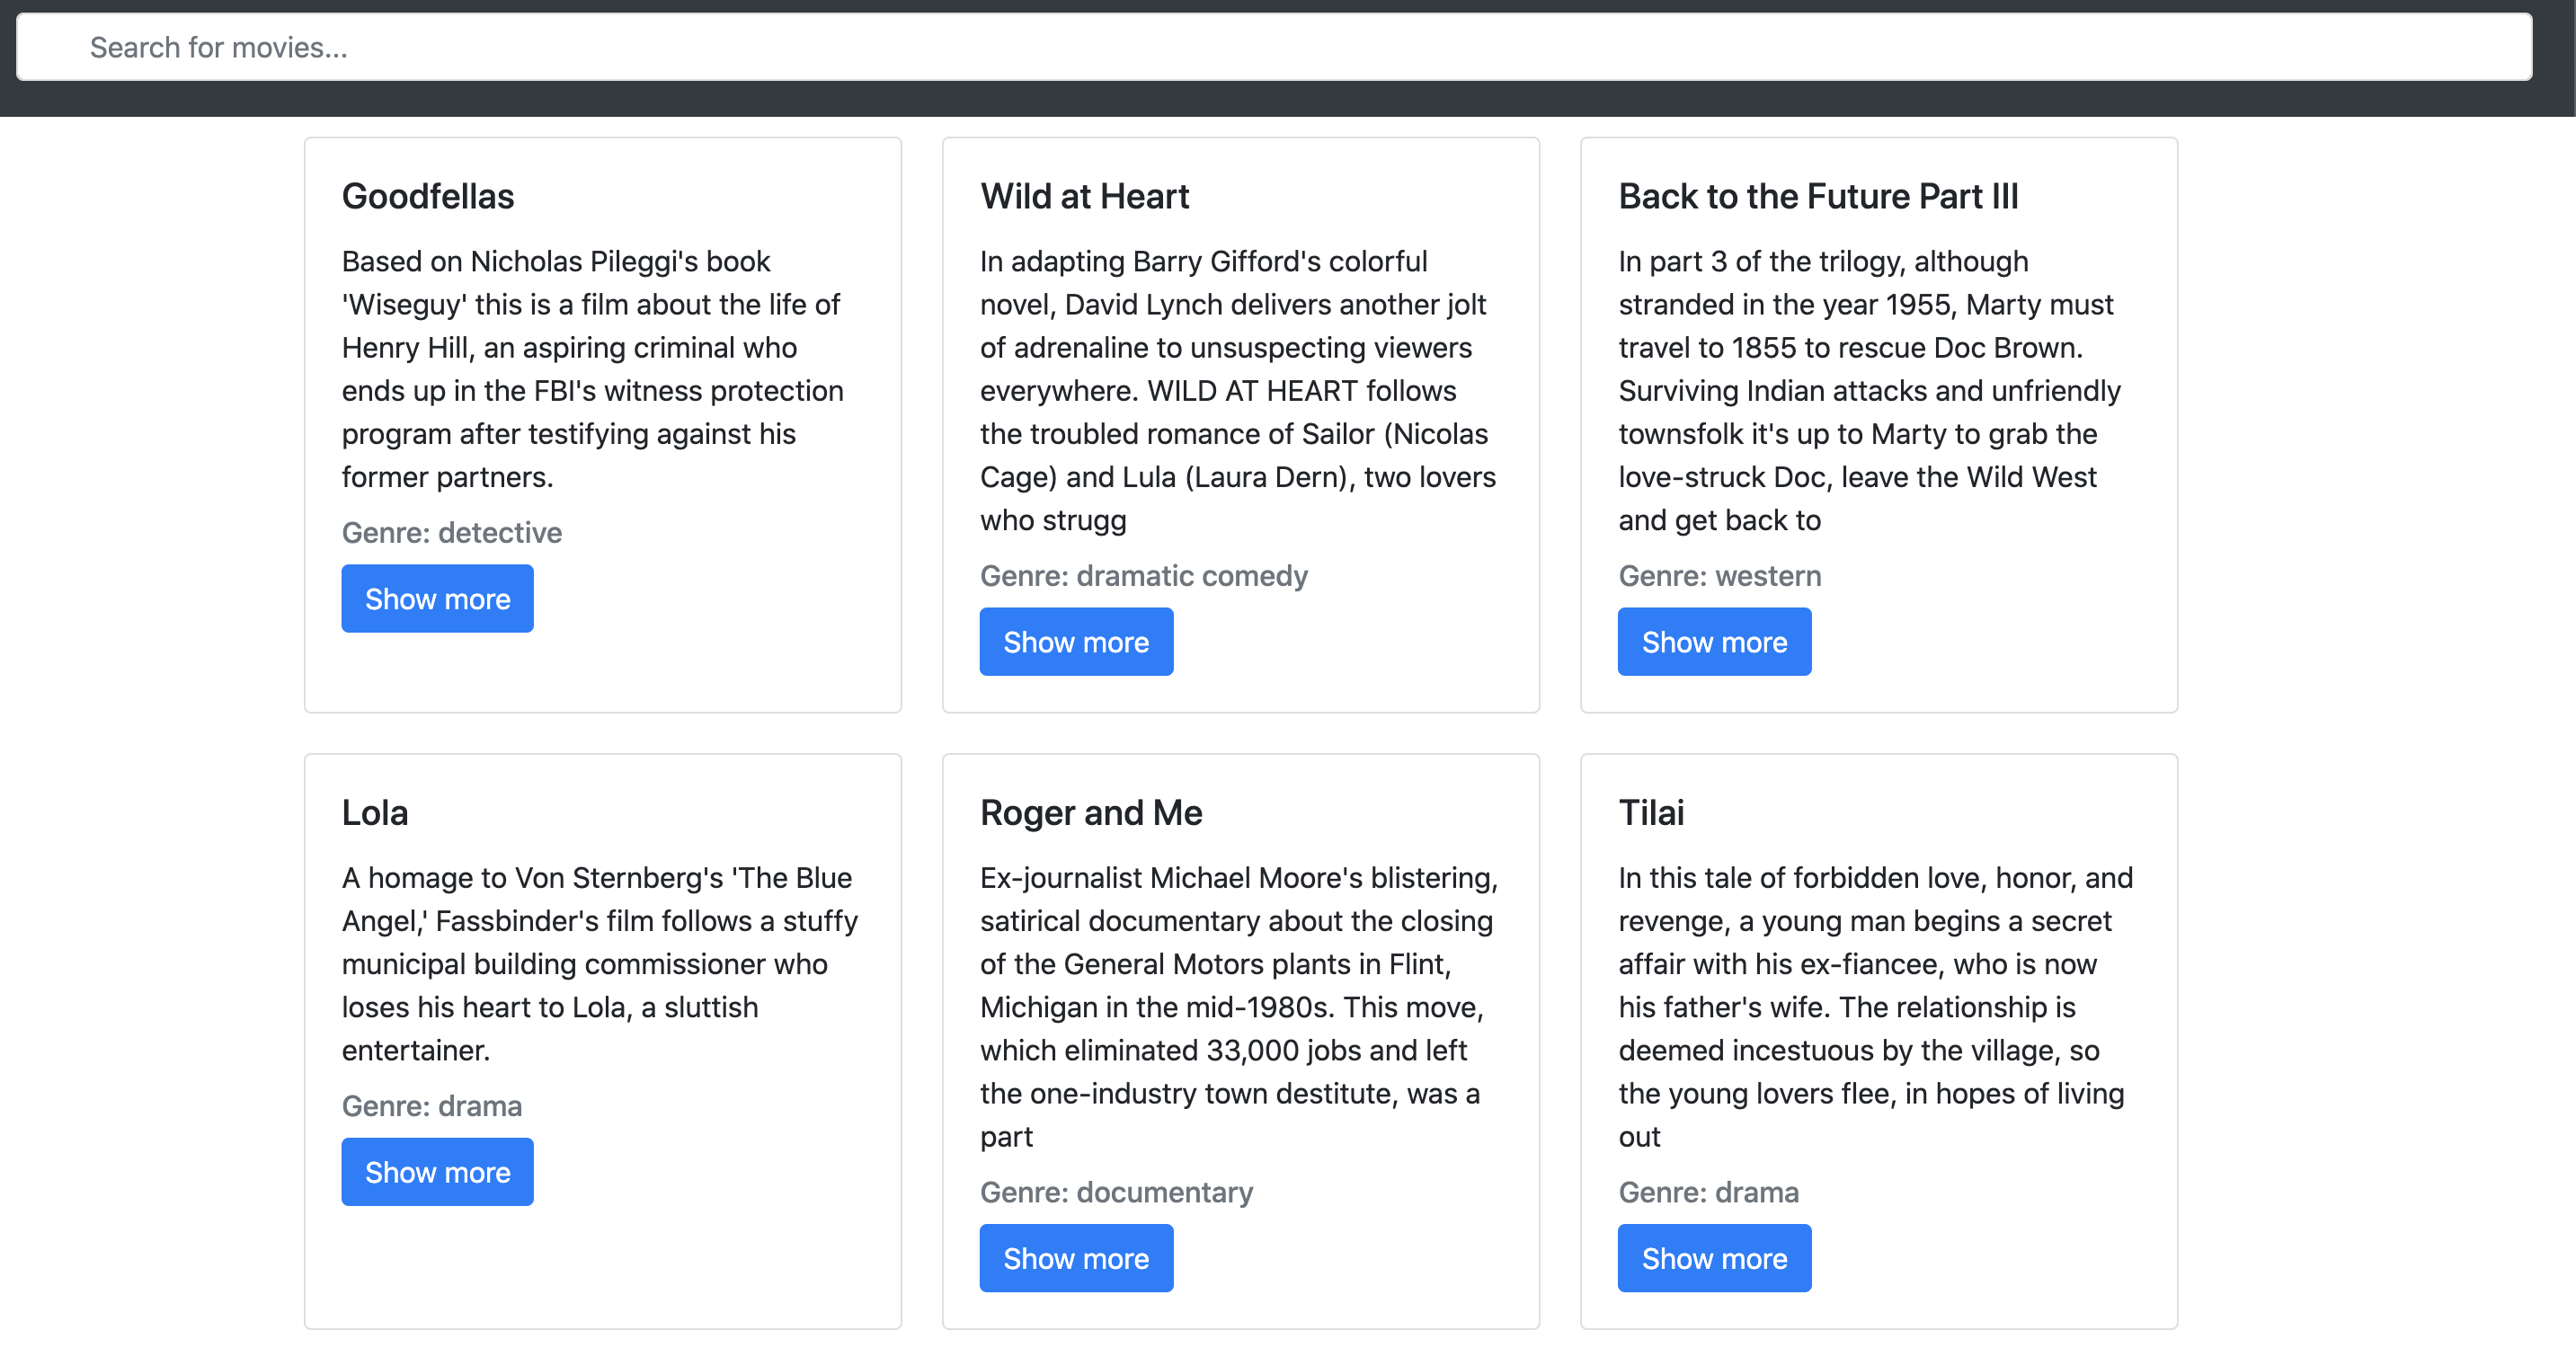 Search for movies...
Goodfellas
Based on Nicholas Pileggi's book
'Wiseguy' this is a film about the life of
Henry Hill, an aspiring criminal who
ends up in the FBI's witness protection
program after testifying against his
former partners.
Genre: detective
Show more
Wild at Heart
In adapting Barry Gifford's colorful
novel, David Lynch delivers another jolt
of adrenaline to unsuspecting viewers
everywhere. WILD AT HEART follows
the troubled romance of Sailor (Nicolas
Cage) and Lula (Laura Dern), two lovers
who strugg
Genre: dramatic comedy
Show more
Back to the Future Part III
In part 3 of the trilogy, although
stranded in the year 1955, Marty must
travel to 1855 to rescue Doc Brown.
Surviving Indian attacks and unfriendly
townsfolk it's up to Marty to grab the
love-struck Doc, leave the Wild West
and get back to
Genre: western
Show more
Lola
A homage to Von Sternberg's 'The Blue
Angel,' Fassbinder's film follows a stuffy
municipal building commissioner who
loses his heart to Lola, a sluttish
entertainer.
Genre: drama
Show more
Roger and Me
Ex-journalist Michael Moore's blistering,
satirical documentary about the closing
of the General Motors plants in Flint,
Michigan in the mid-1980s. This move,
which eliminated 33,000 jobs and left
the one-industry town destitute, was a
part
Genre: documentary
Show more
Tilai
In this tale of forbidden love, honor, and
revenge, a young man begins a secret
affair with his ex-fiancee, who is now
his father's wife. The relationship is
deemed incestuous by the village, so
the young lovers flee, in hopes of living
out
Genre: drama
Show more